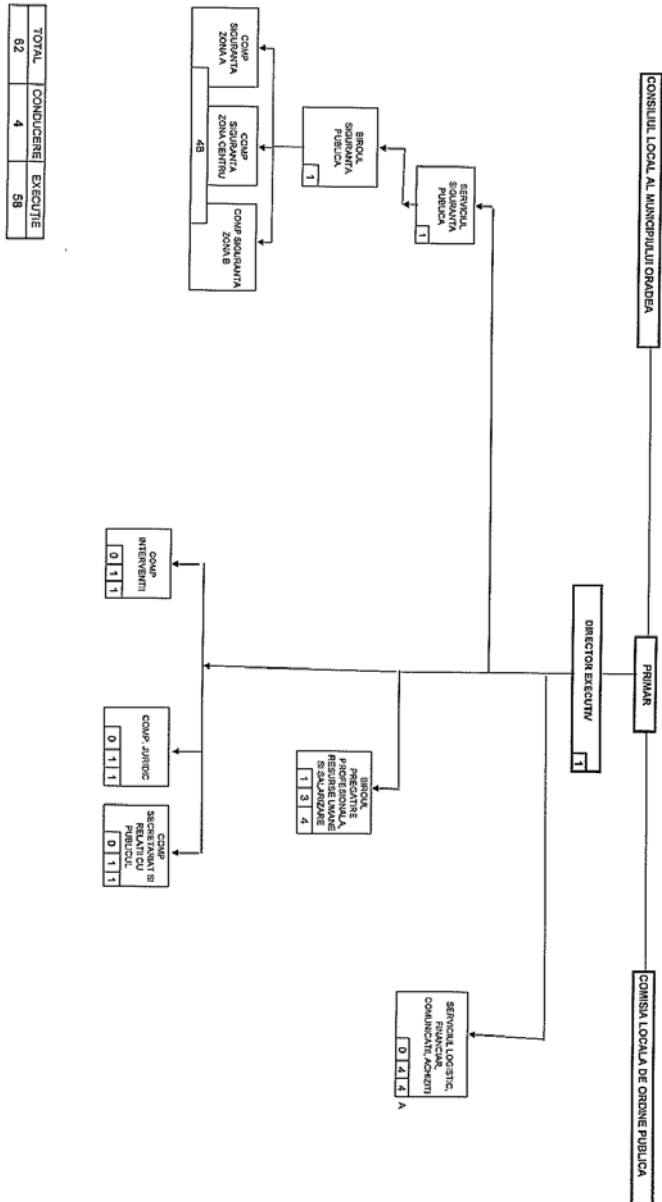 CONSILIUL LOCAL AL MUNICIPIULUI ORADEA
PRIMAR
COMISIA LOCALA DE ORDINE PUBLICA
DIRECTOR EXECUTIV
1
SERVICIUL
SIGURANTA
PUBLICA
1
BIROUL
SIGURANTA
PUBLICA
1
COMP
SIGURANTA
ZONA A
COMP
SIGURANTA
ZONA CENTRU
COMP SIGURANTA
ZONA B
48
SERVICIUL LOGISTIC,
FINANCIAR,
COMUNICATII, ACHIZITII
D 4 4
A
BIROUL
PREGATIRE
PROFESIONALA,
RESURSE UMANE
SI SALARIZARE
1 3 4
COMP
INTERVENTII
0 1 1
COMP. JURIDIC
0 1 1
COMP
SECRETARIAT SI
RELATII CU
PUBLICUL
D 1 1
TOTAL CONDUCERE EXECUȚIE
62 4 58